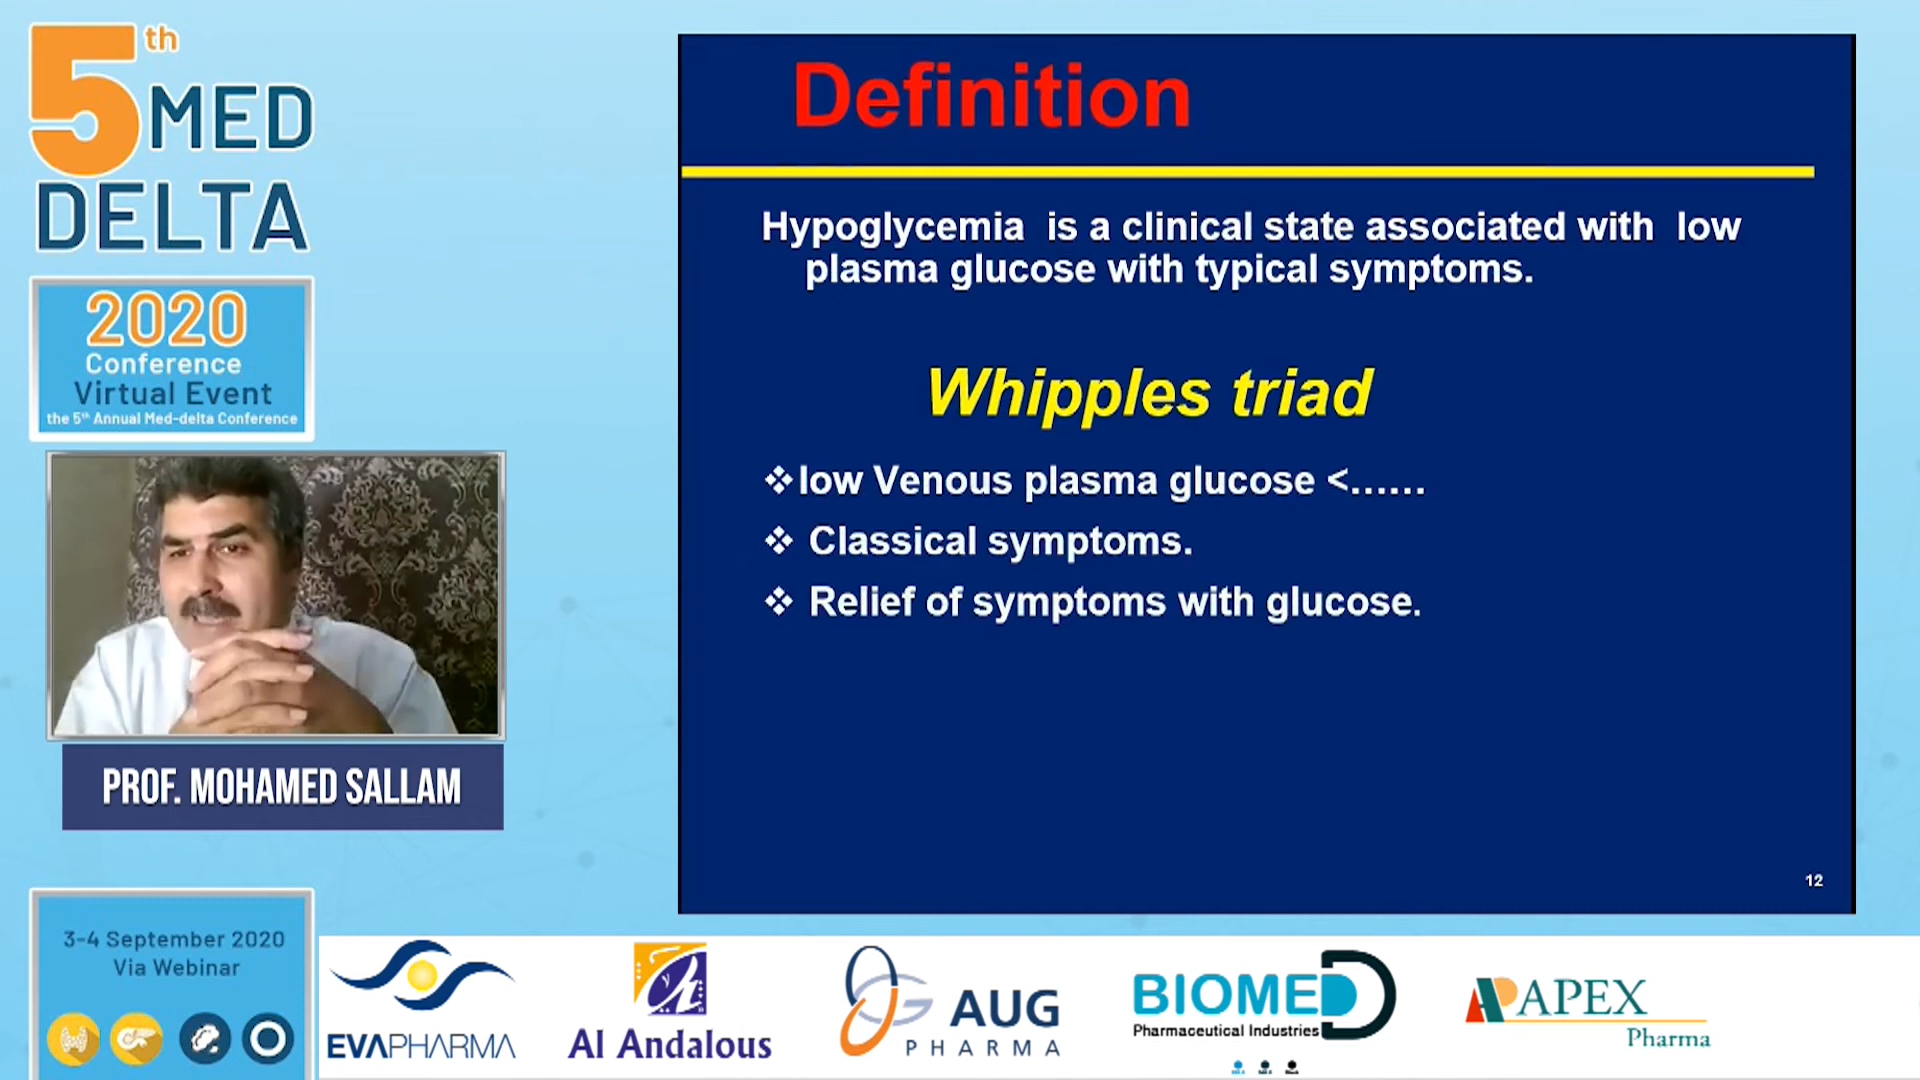 5th MED
DELTA
2020
Conference
Virtual Event
the 5th Annual Med-delta Conference
PROF. MOHAMED SALLAM
3-4 September 2020
Via Webinar
Definition
Hypoglycemia is a clinical state associated with low
plasma glucose with typical symptoms.
Whipples triad
❖low Venous plasma glucose <......
❖ Classical symptoms.
❖ Relief of symptoms with glucose.
12
EVAPHARMA
Al Andalous
AUG
PHARMA
BIOMED
Pharmaceutical Industries
APEX
Pharma